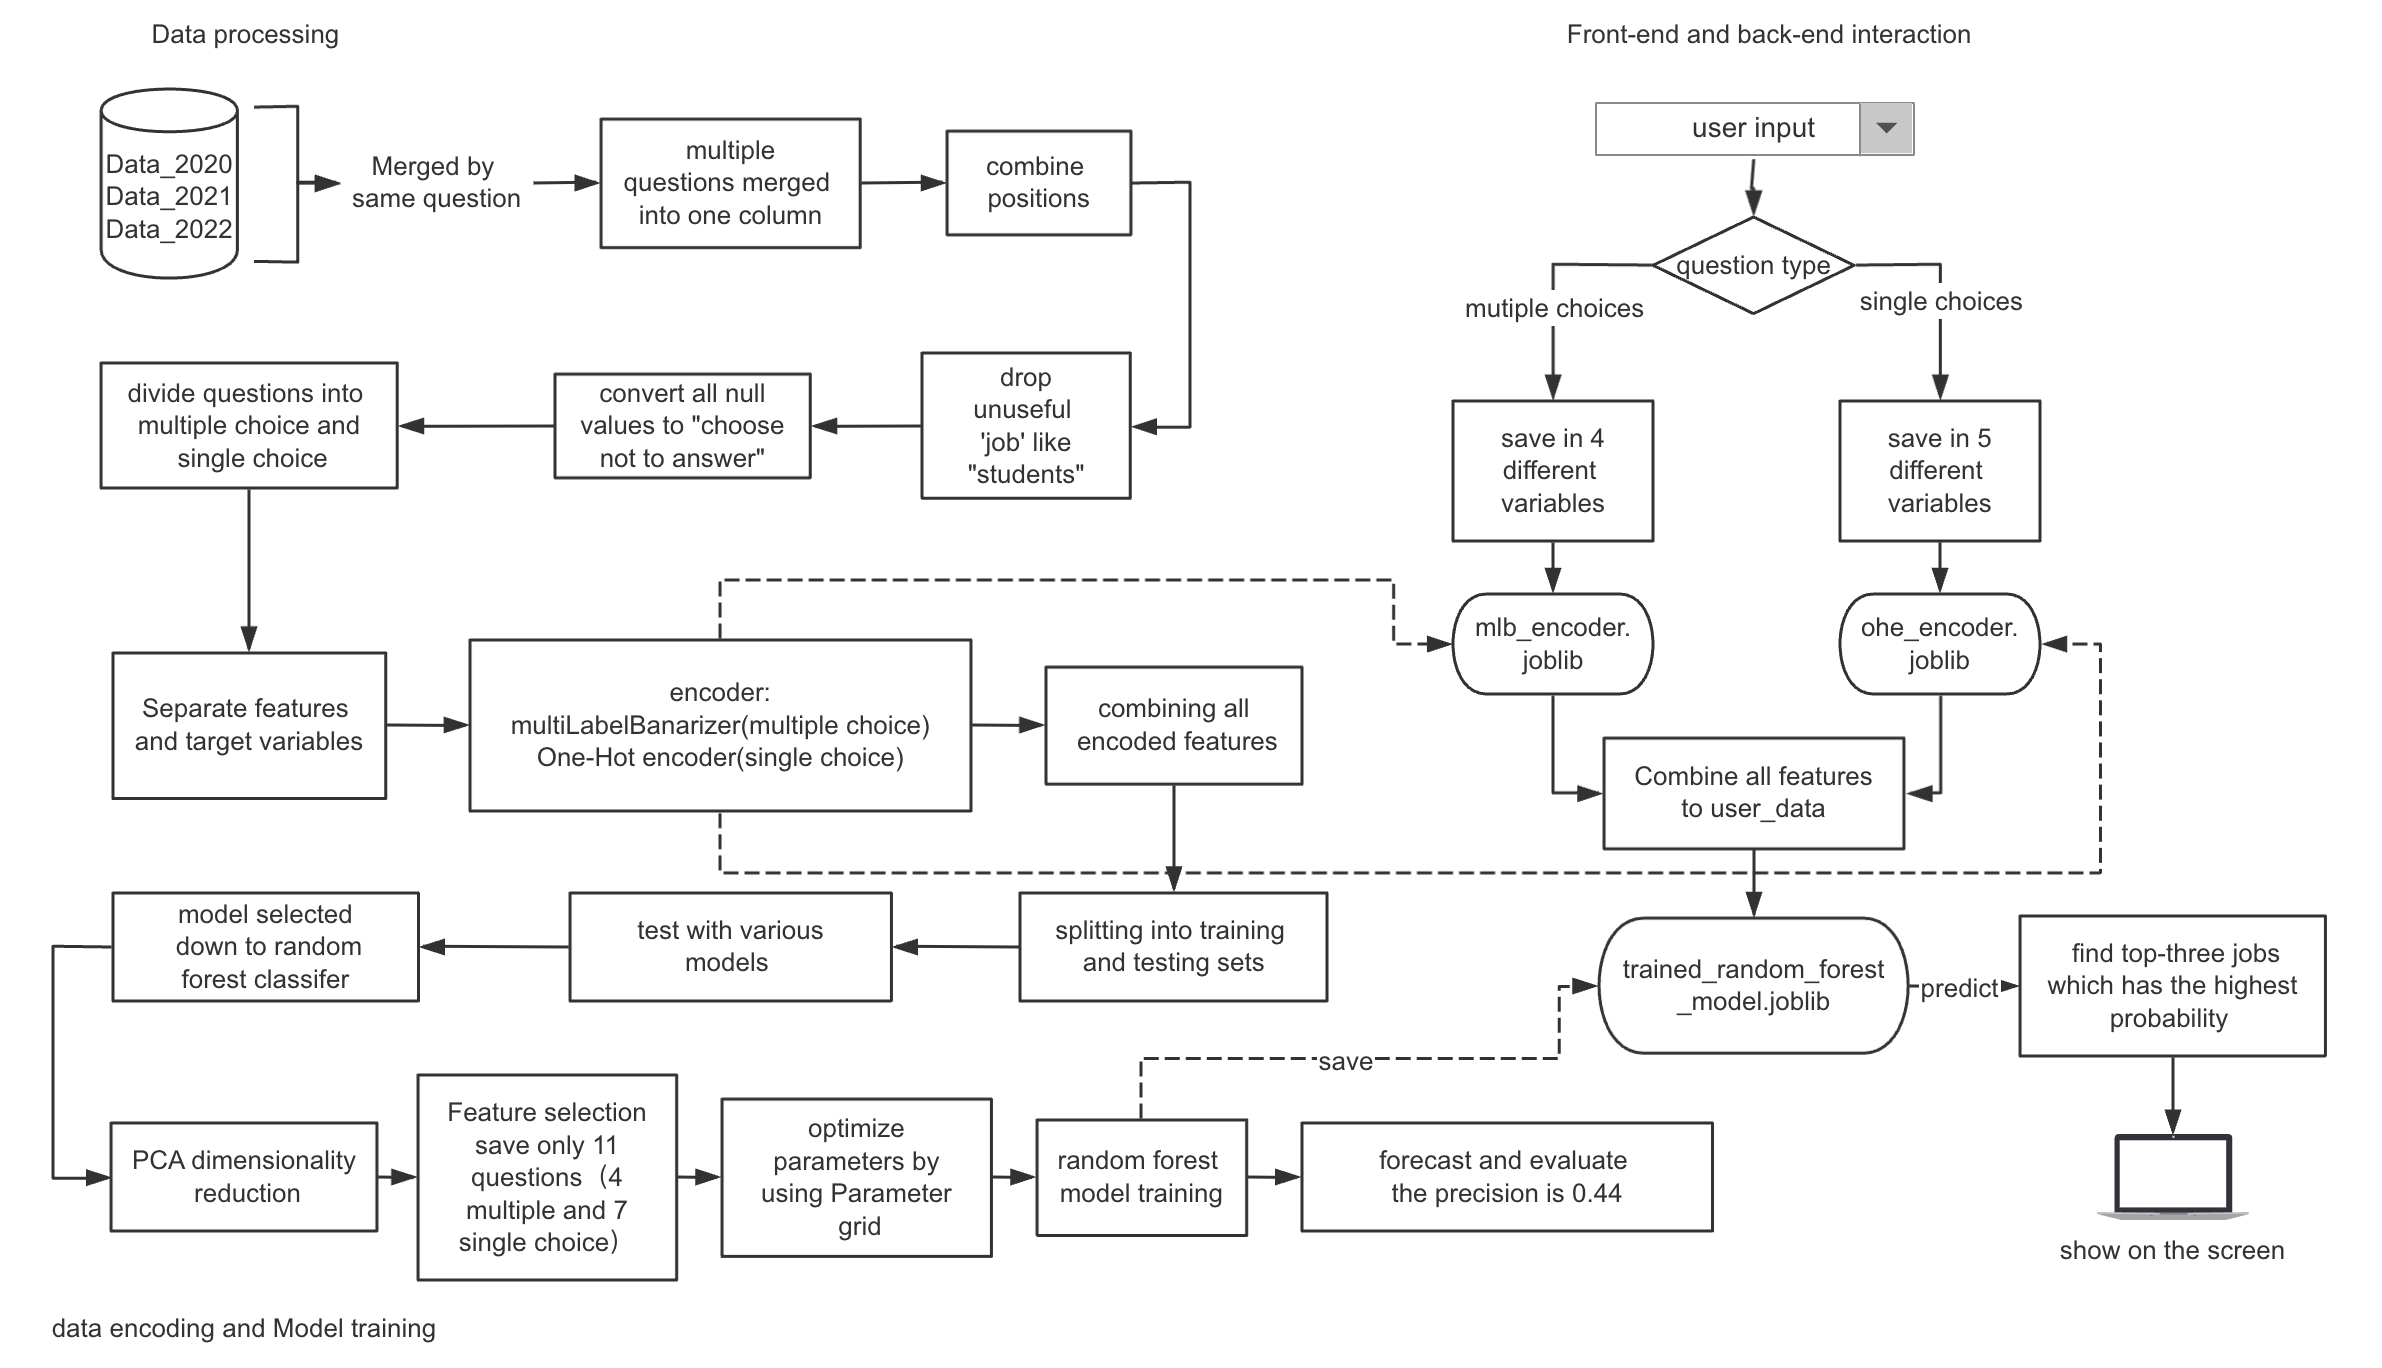 Data processing
Front-end and back-end interaction
Data_2020
Data_2021
Data_2022
Merged by
same question
multiple
questions merged
into one column
combine
positions
user input
question type
mutiple choices
single choices
divide questions into
multiple choice and
single choice
convert all null
values to "choose
not to answer"
drop
unuseful
'job' like
"students"
save in 4
different
variables
save in 5
different
variables
Separate features
and target variables
encoder:
multiLabelBanarizer(multiple choice)
One-Hot encoder(single choice)
combining all
encoded features
mlb_encoder.
joblib
ohe_encoder.
joblib
Combine all features
to user_data
model selected
down to random
forest classifer
test with various
models
splitting into training
and testing sets
trained_random_forest
_model.joblib
predict
find top-three jobs
which has the highest
probability
save
PCA dimensionality
reduction
Feature selection
save only 11
questions（4
multiple and 7
single choice）
optimize
parameters by
using Parameter
grid
random forest
model training
forecast and evaluate
the precision is 0.44
show on the screen
data encoding and Model training